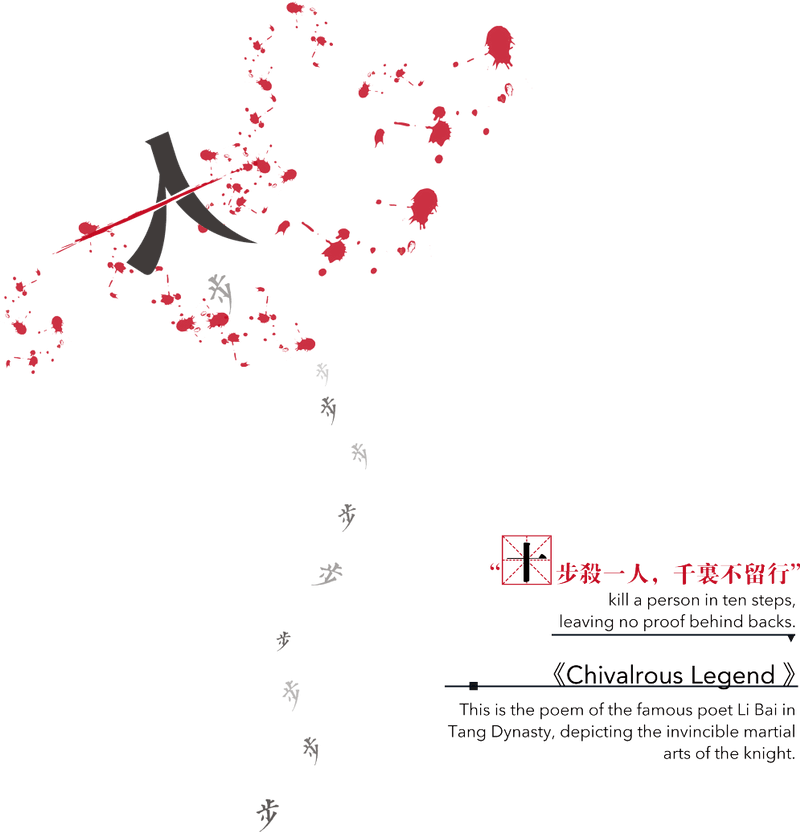 人
步
步
步
步
步
步
步
步
步
步
“十步殺一人，千裏不留行”
kill a person in ten steps,
leaving no proof behind backs.
《Chivalrous Legend 》
This is the poem of the famous poet Li Bai in
Tang Dynasty, depicting the invincible martial
arts of the knight.